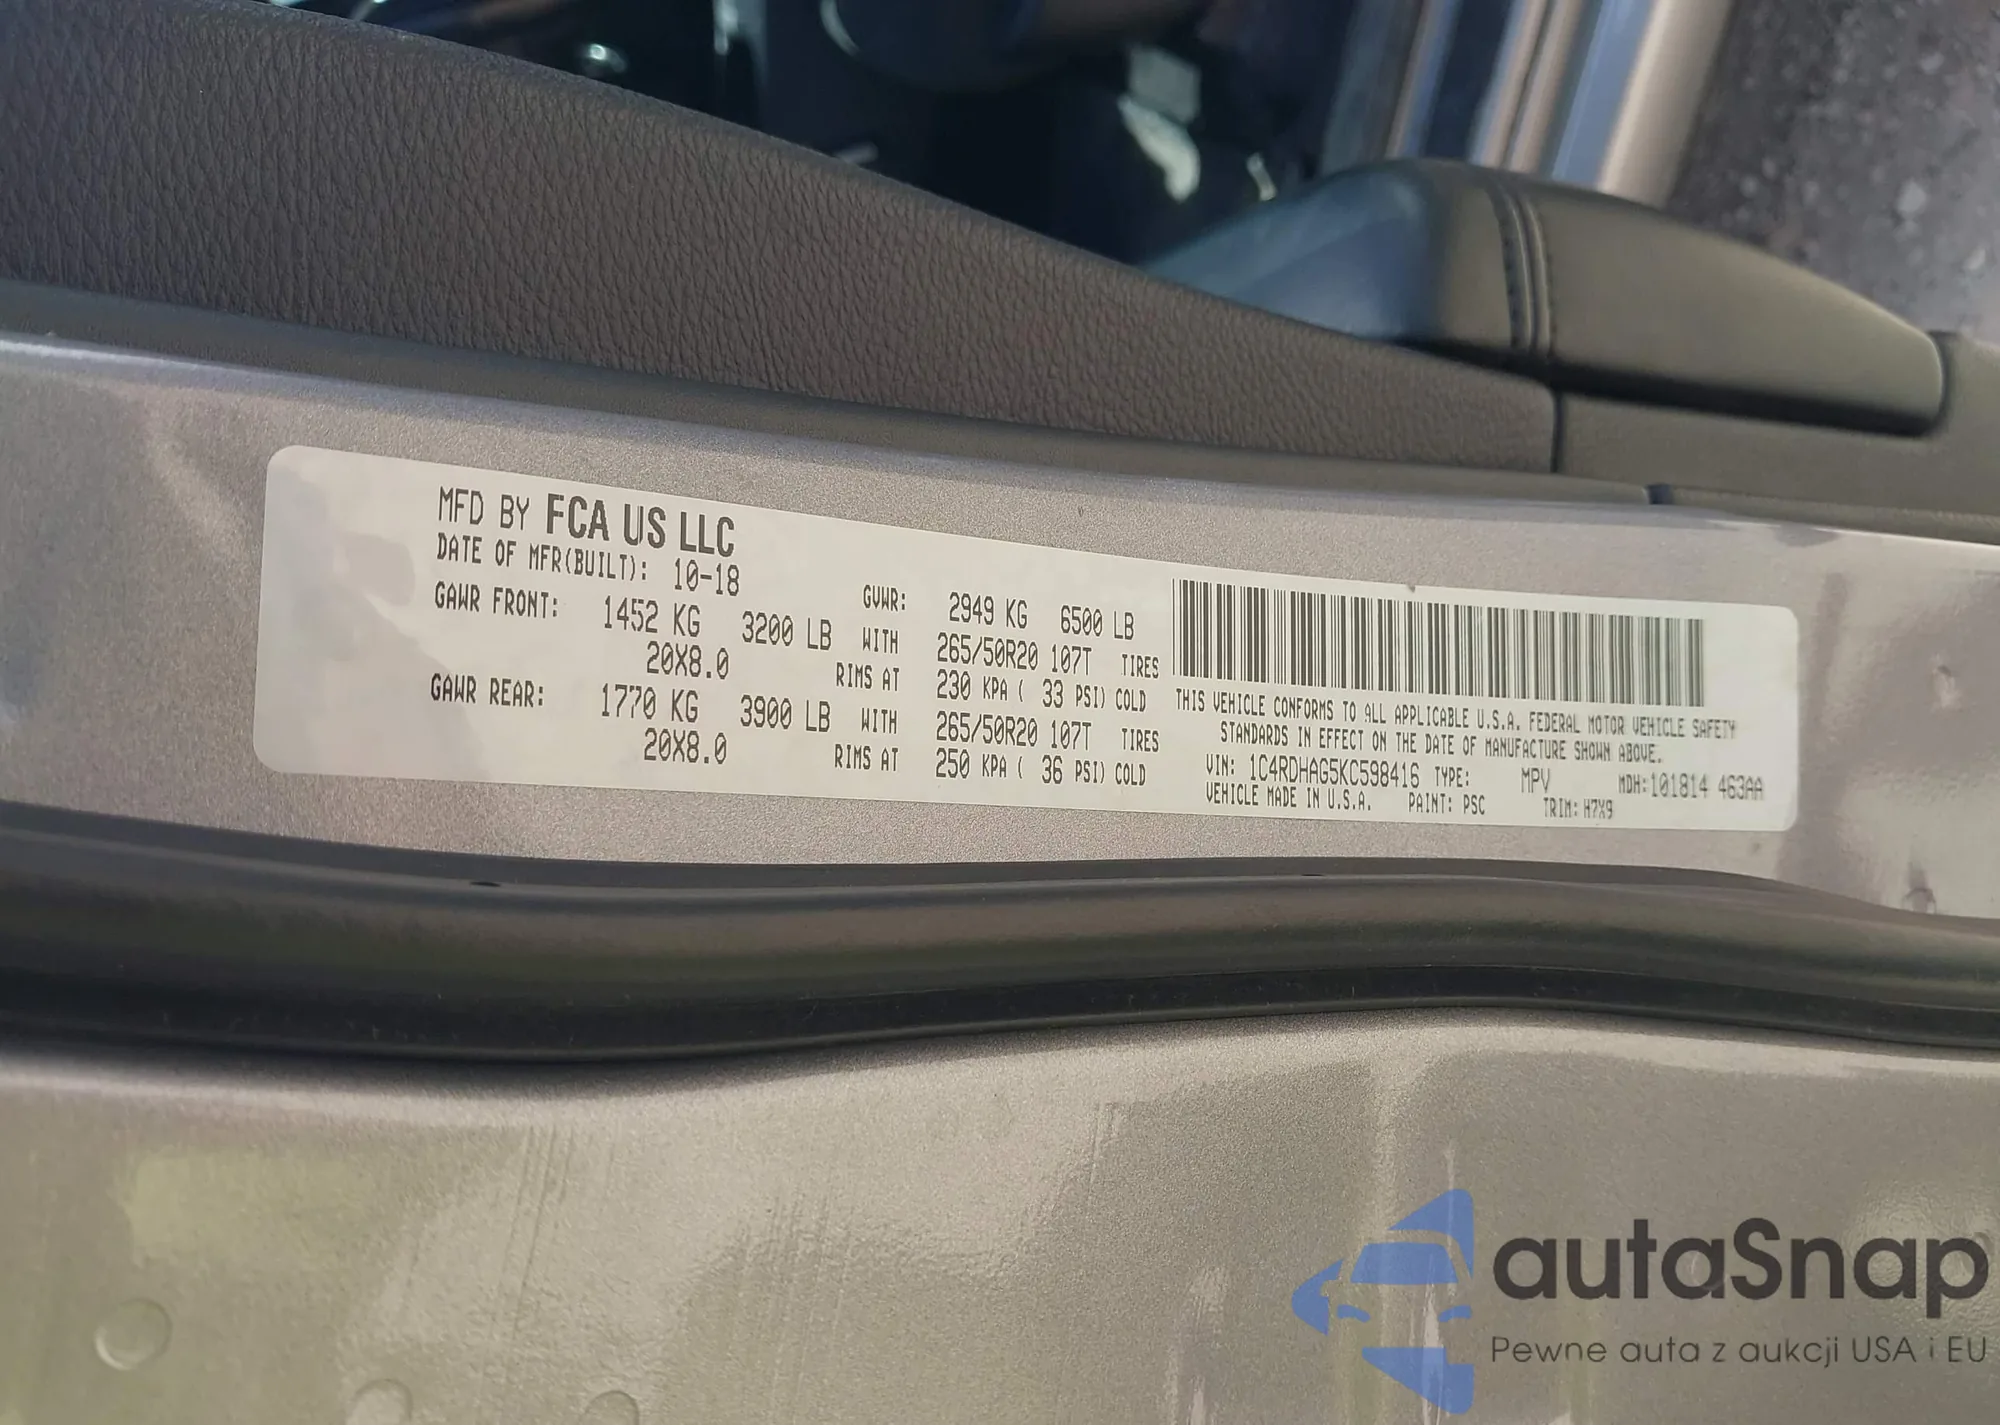 MFD BY FCA US LLC
DATE OF MFR(BUILT): 10-18
GVWR: 2949 KG 6500 LB
GAWR FRONT: 1452 KG 3200 LB WITH 265/50R20 107T TIRES
20X8.0 RIMS AT 230 KPA ( 33 PSI) COLD
GAWR REAR: 1770 KG 3900 LB WITH 265/50R20 107T TIRES
20X8.0 RIMS AT 250 KPA ( 36 PSI) COLD
THIS VEHICLE CONFORMS TO ALL APPLICABLE U.S.A. FEDERAL MOTOR VEHICLE SAFETY
STANDARDS IN EFFECT ON THE DATE OF MANUFACTURE SHOWN ABOVE.
VIN: 1C4RDHAG5KC598416 TYPE: MPV MDH:101814 463AA
VEHICLE MADE IN U.S.A. PAINT: PSC TRIM: H7X9
autaSnap
Pewne auta z aukcji USA i EU